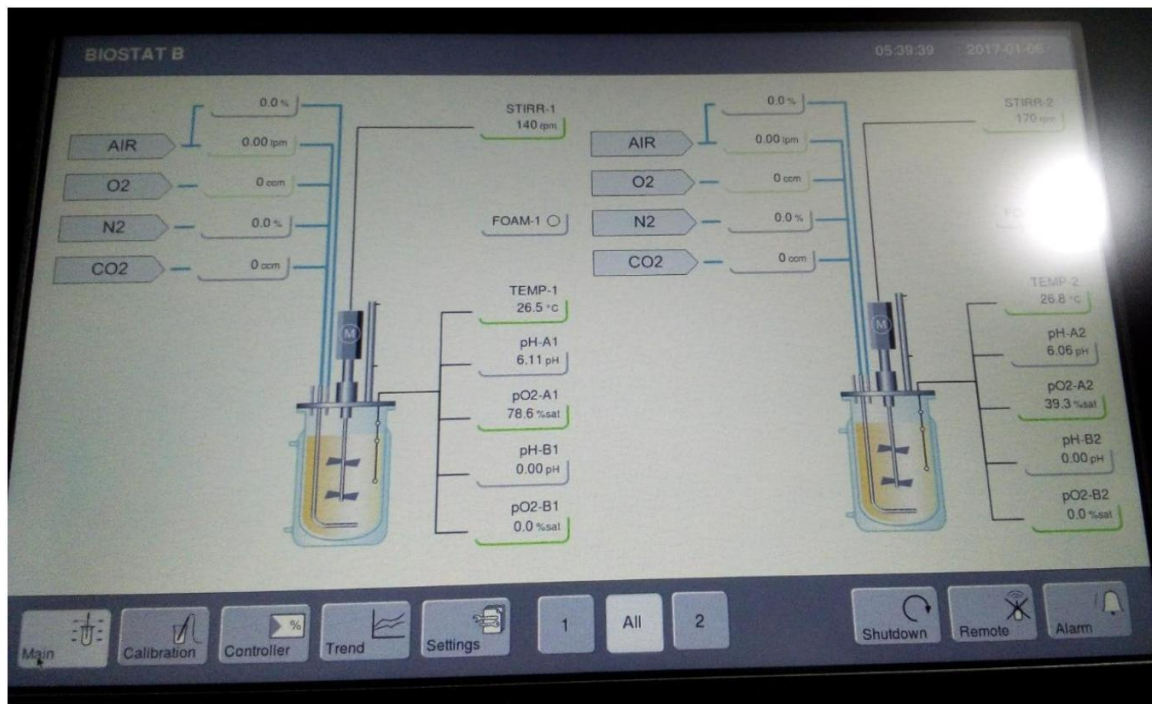 BIOSTAT B
05:39:39 2017-01-06
0.0 %
AIR 0.00 lpm
O2 0 ccm
N2 0.0 %
CO2 0 ccm
STIRR-1
140 rpm
FOAM-1
TEMP-1
26.5 °C
pH-A1
6.11 pH
pO2-A1
78.6 %sat
pH-B1
0.00 pH
pO2-B1
0.0 %sat
M
0.0 %
AIR 0.00 lpm
O2 0 ccm
N2 0.0 %
CO2 0 ccm
STIRR-2
170 rpm
TEMP-2
26.8 °C
pH-A2
6.06 pH
pO2-A2
39.3 %sat
pH-B2
0.00 pH
pO2-B2
0.0 %sat
M
Main
Calibration
%
Controller
Trend
Settings
1
All
2
Shutdown
Remote
Alarm